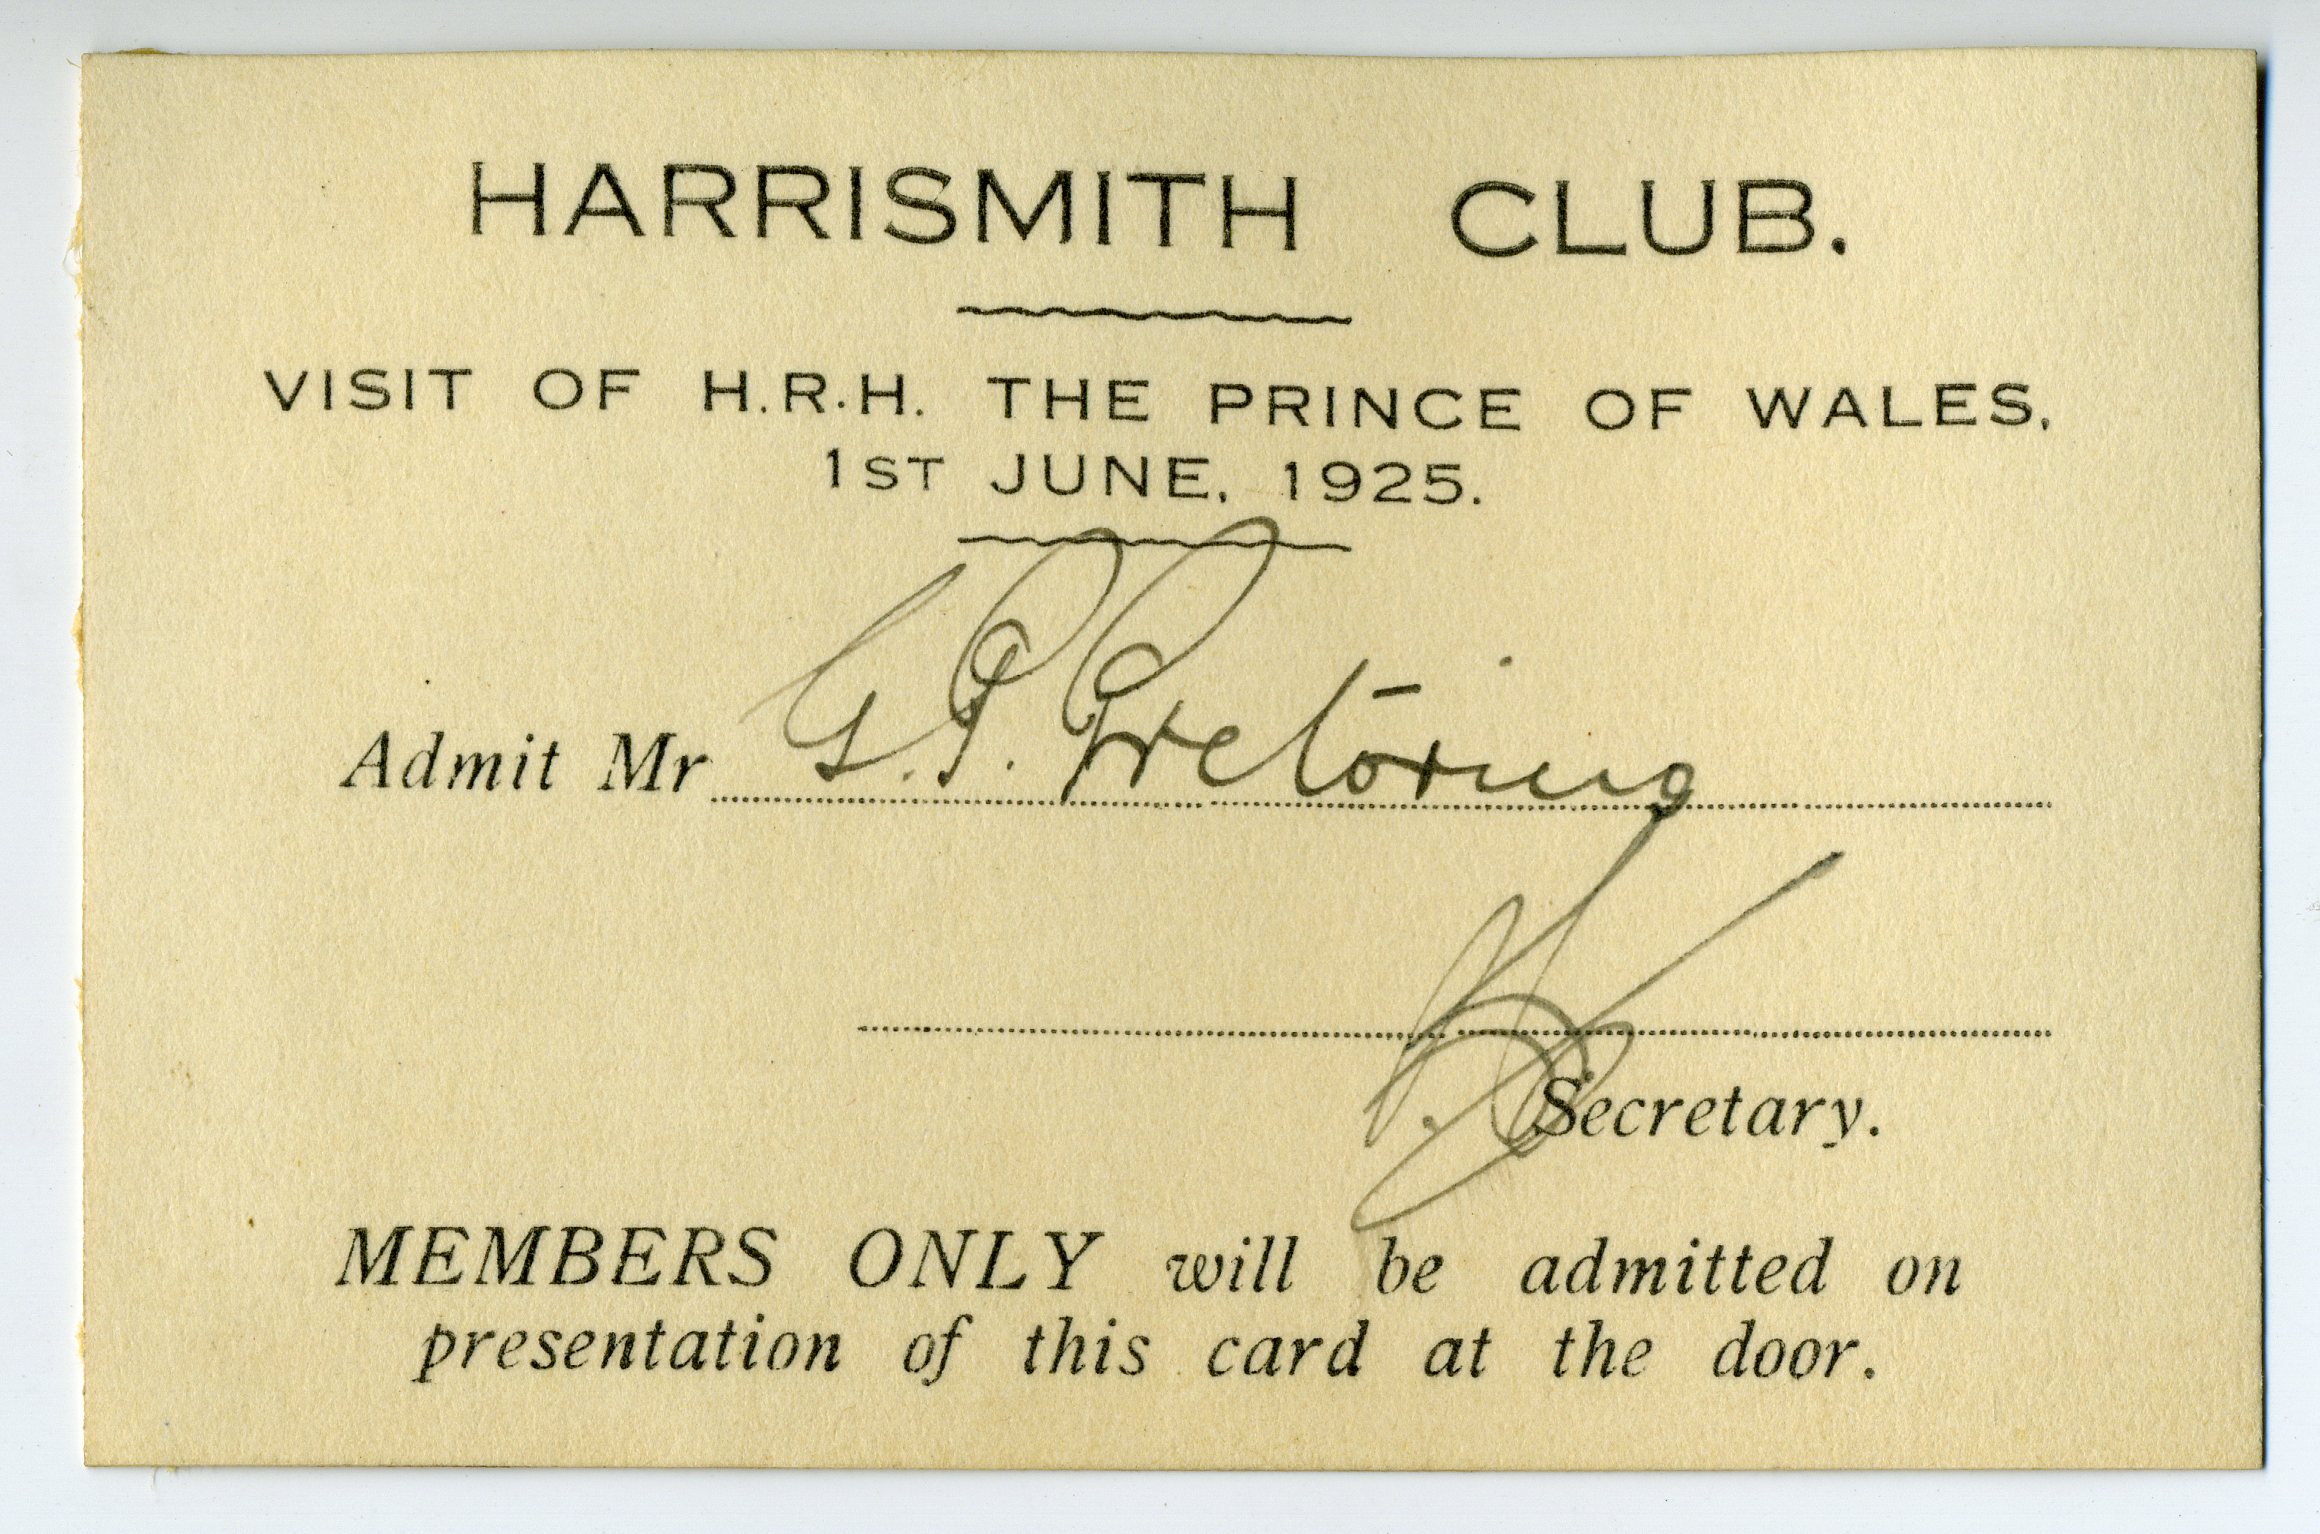 HARRISMITH CLUB.
VISIT OF H.R.H. THE PRINCE OF WALES,
1ST JUNE, 1925.
Admit Mr G. P. Pretorius
Secretary.
MEMBERS ONLY will be admitted on
presentation of this card at the door.